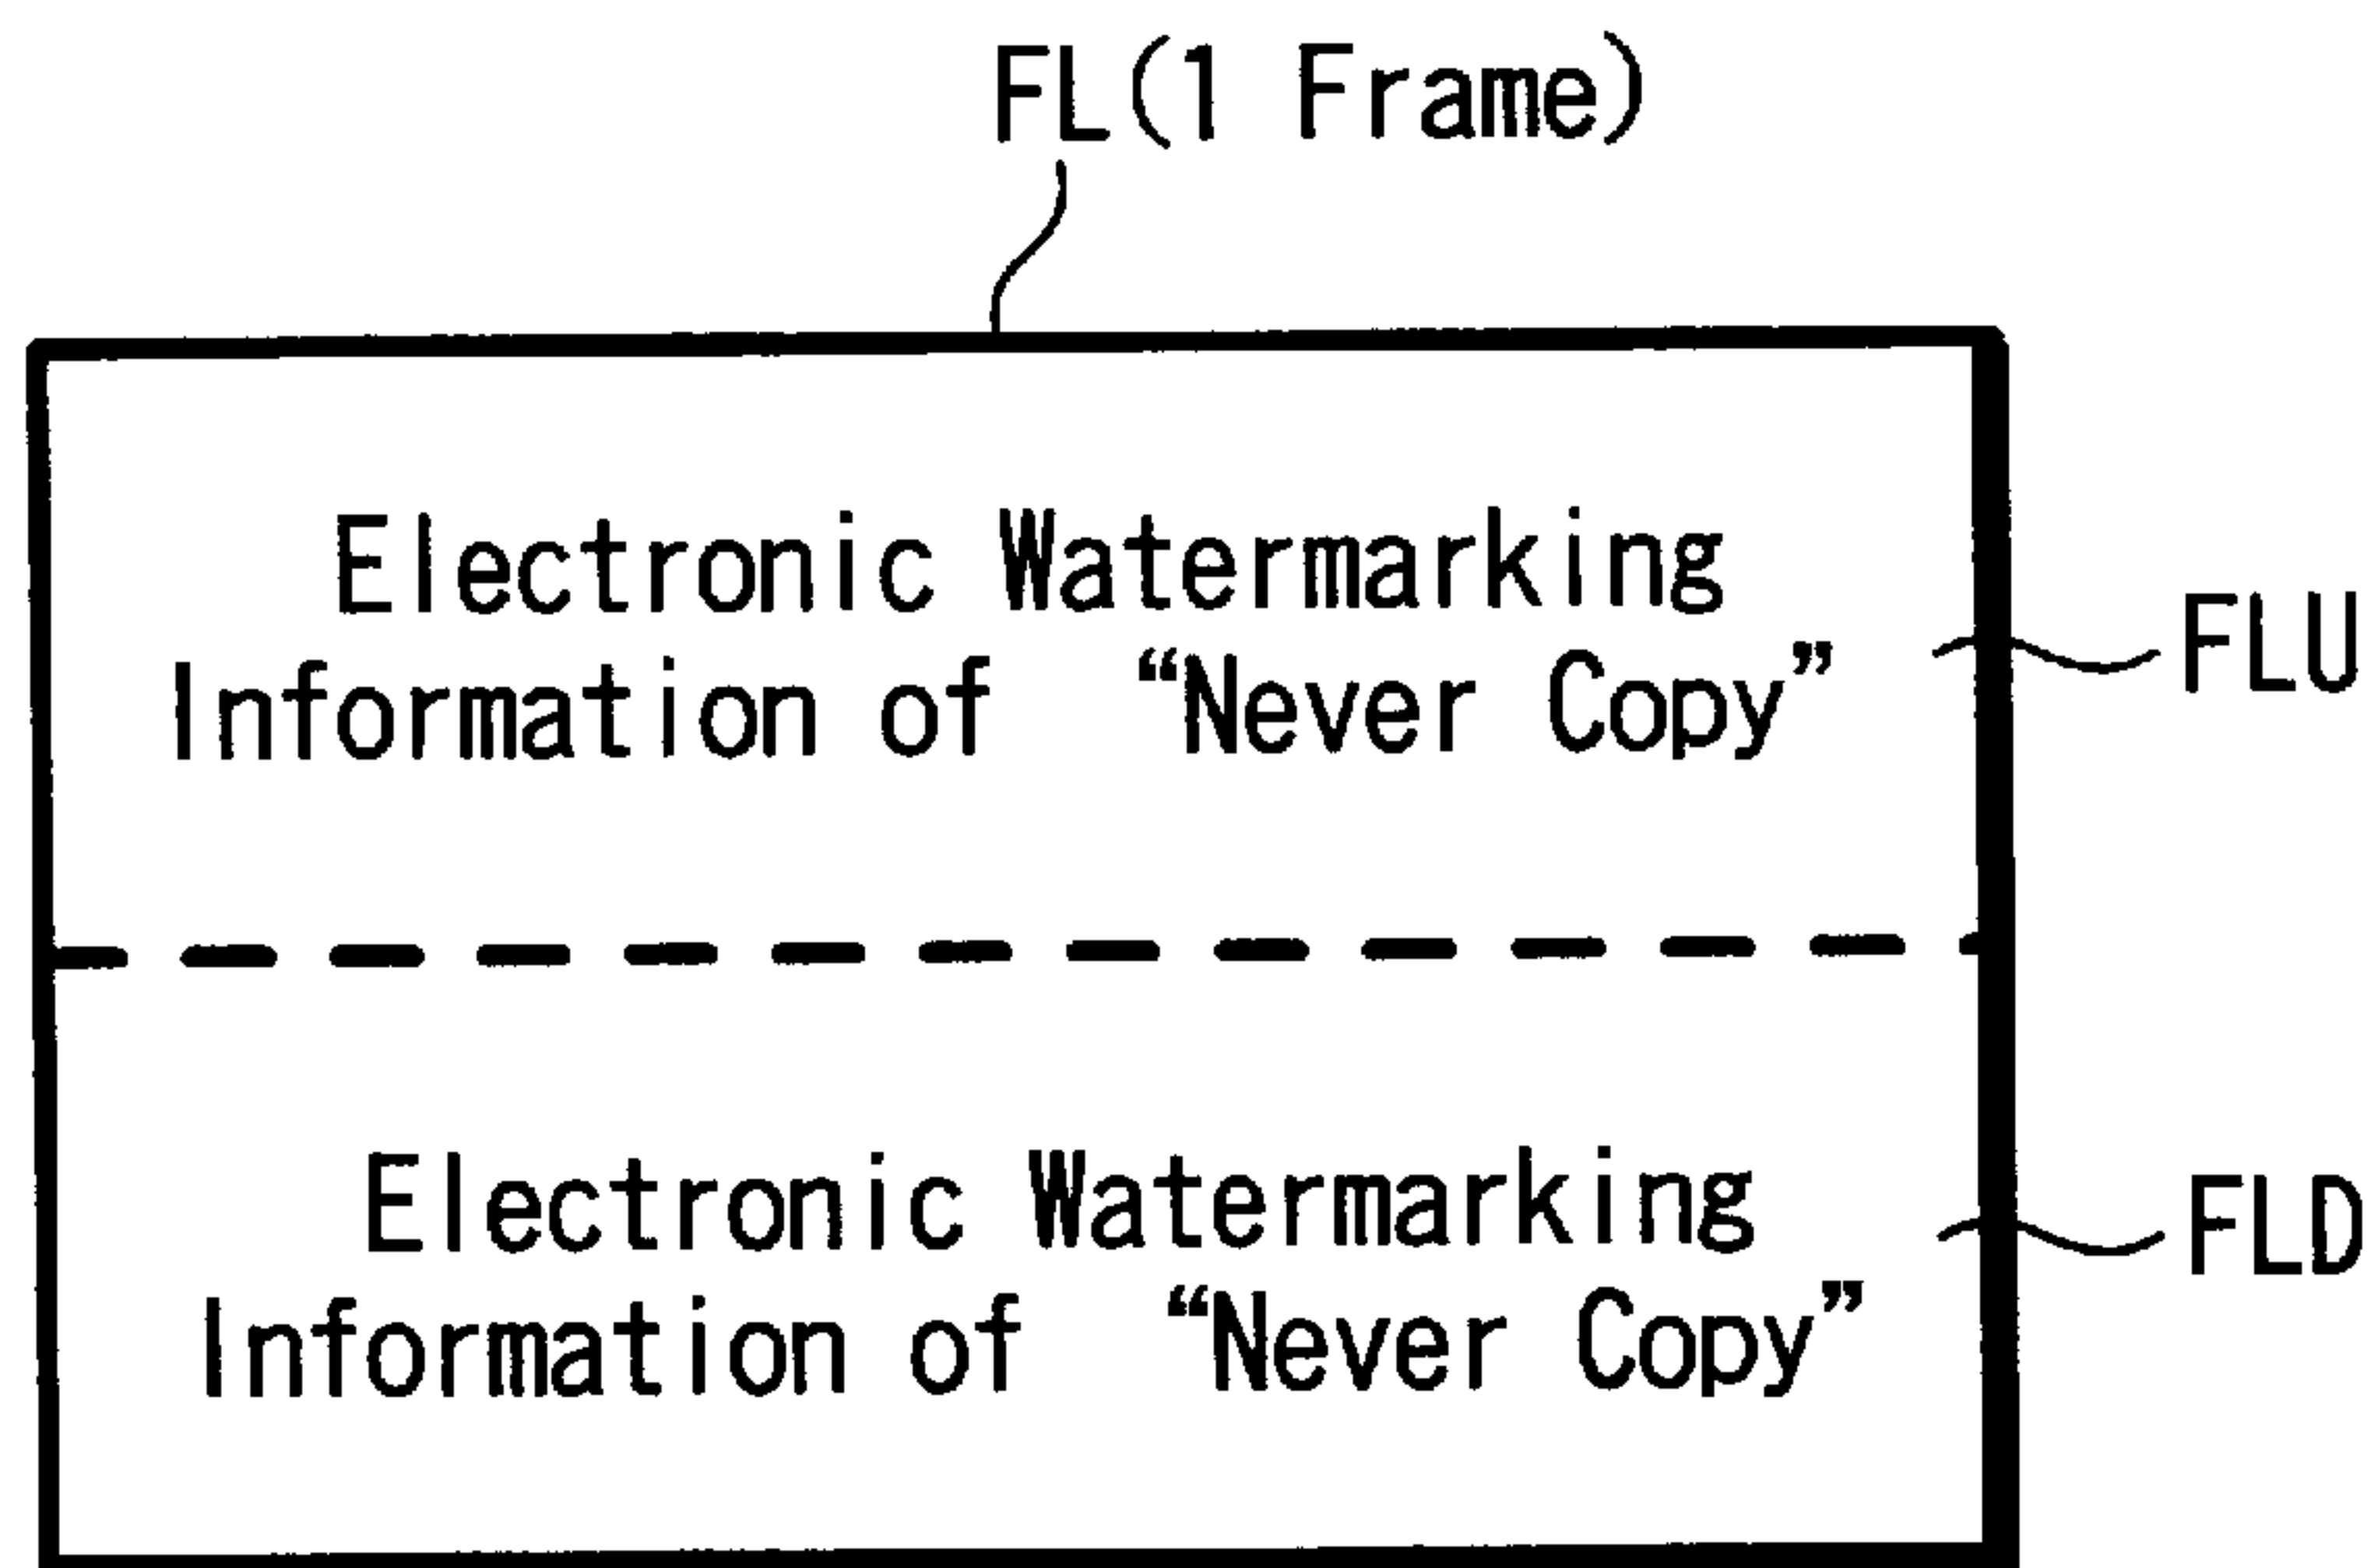 FL(1 Frame)
Electronic Watermarking
Information of "Never Copy"
FLU
Electronic Watermarking
Information of "Never Copy"
FLD